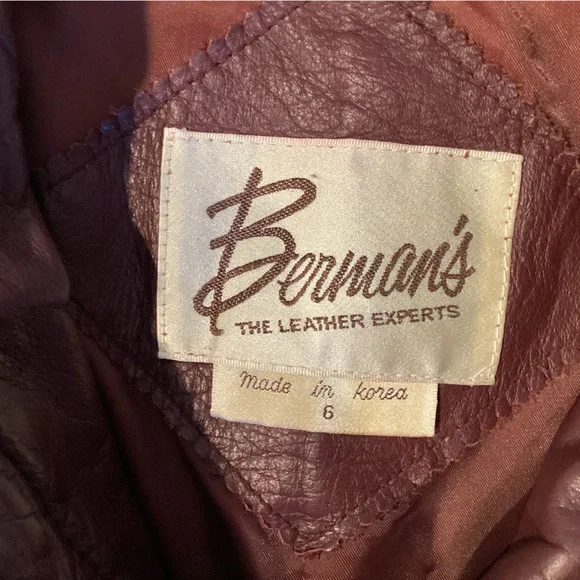 Berman's
THE LEATHER EXPERTS
Made in Korea
6